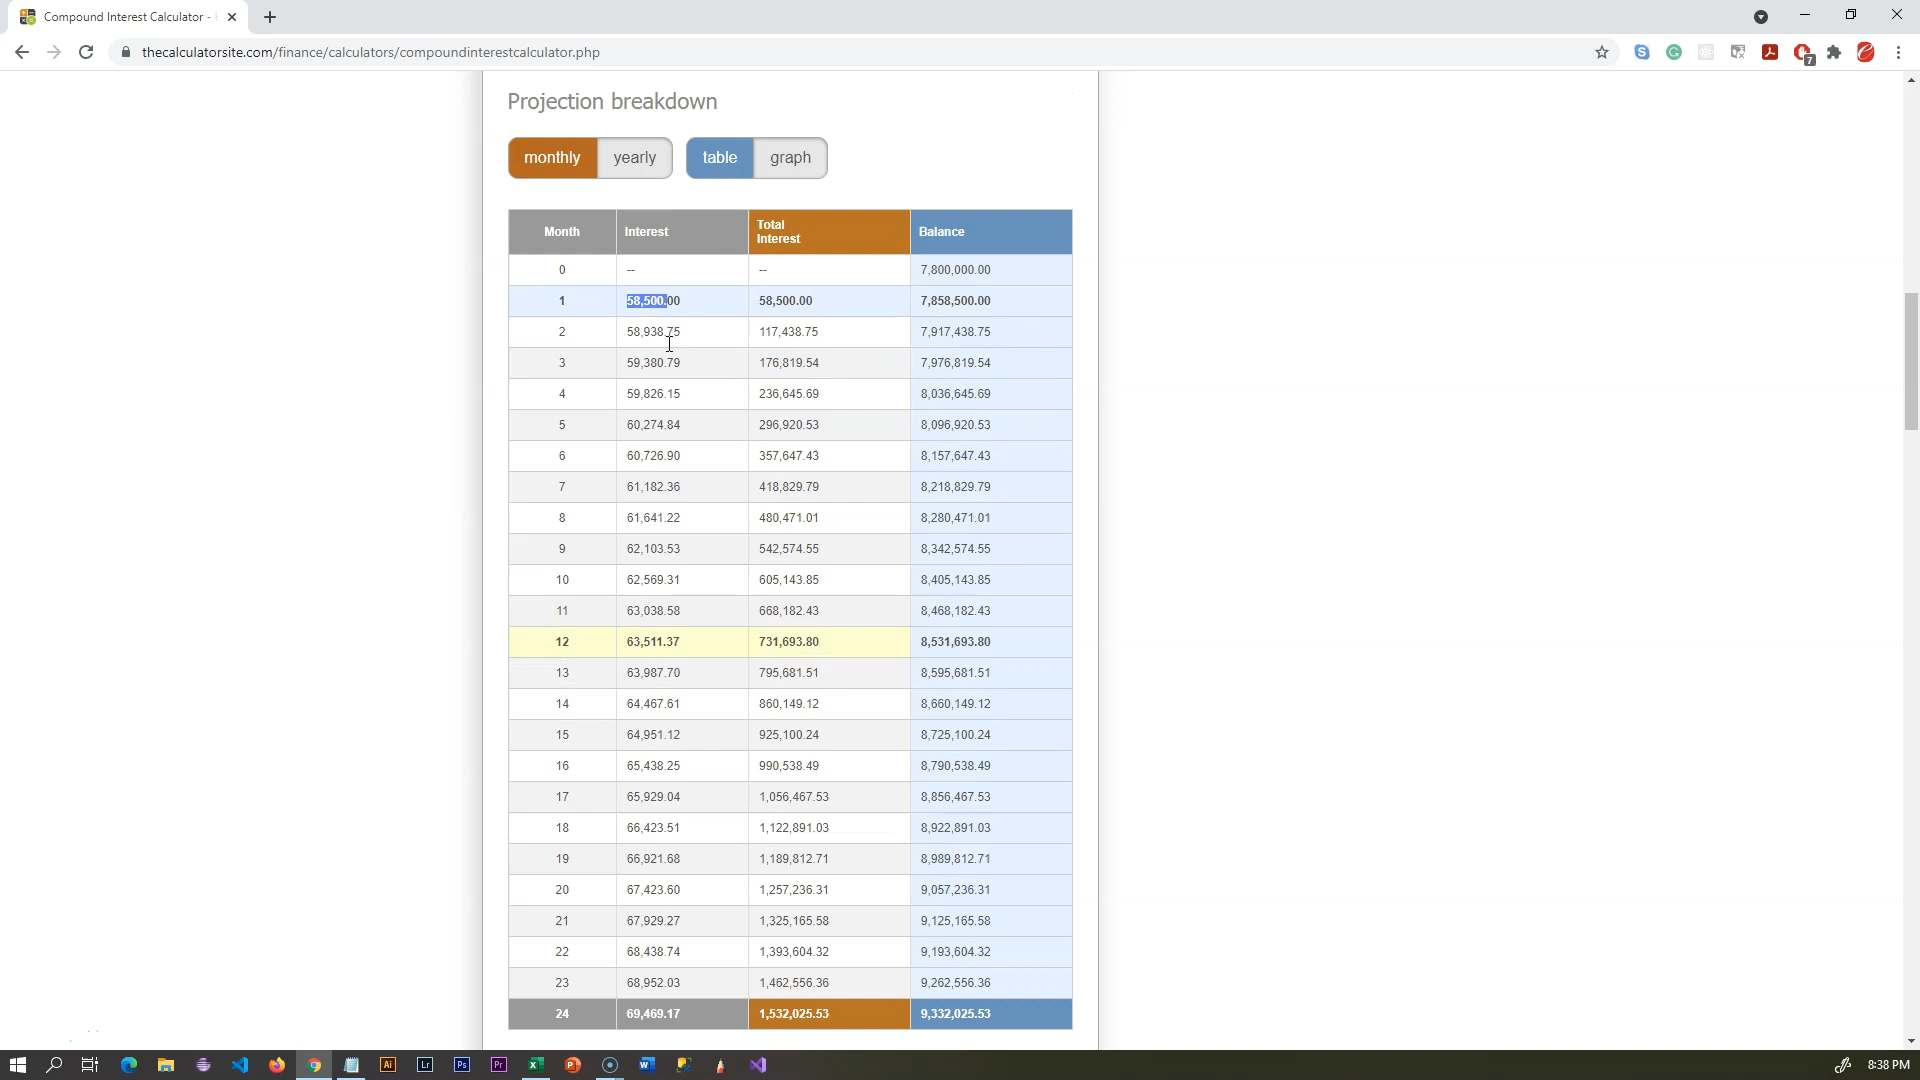 Compound Interest Calculator -
thecalculatorsite.com/finance/calculators/compoundinterestcalculator.php
7
Projection breakdown
monthly yearly table graph
Month Interest Total Interest Balance
0 -- -- 7,800,000.00
1 58,500.00 58,500.00 7,858,500.00
2 58,938.75 117,438.75 7,917,438.75
3 59,380.79 176,819.54 7,976,819.54
4 59,826.15 236,645.69 8,036,645.69
5 60,274.84 296,920.53 8,096,920.53
6 60,726.90 357,647.43 8,157,647.43
7 61,182.36 418,829.79 8,218,829.79
8 61,641.22 480,471.01 8,280,471.01
9 62,103.53 542,574.55 8,342,574.55
10 62,569.31 605,143.85 8,405,143.85
11 63,038.58 668,182.43 8,468,182.43
12 63,511.37 731,693.80 8,531,693.80
13 63,987.70 795,681.51 8,595,681.51
14 64,467.61 860,149.12 8,660,149.12
15 64,951.12 925,100.24 8,725,100.24
16 65,438.25 990,538.49 8,790,538.49
17 65,929.04 1,056,467.53 8,856,467.53
18 66,423.51 1,122,891.03 8,922,891.03
19 66,921.68 1,189,812.71 8,989,812.71
20 67,423.60 1,257,236.31 9,057,236.31
21 67,929.27 1,325,165.58 9,125,165.58
22 68,438.74 1,393,604.32 9,193,604.32
23 68,952.03 1,462,556.36 9,262,556.36
24 69,469.17 1,532,025.53 9,332,025.53
Ai Lr Ps Pr
8:38 PM